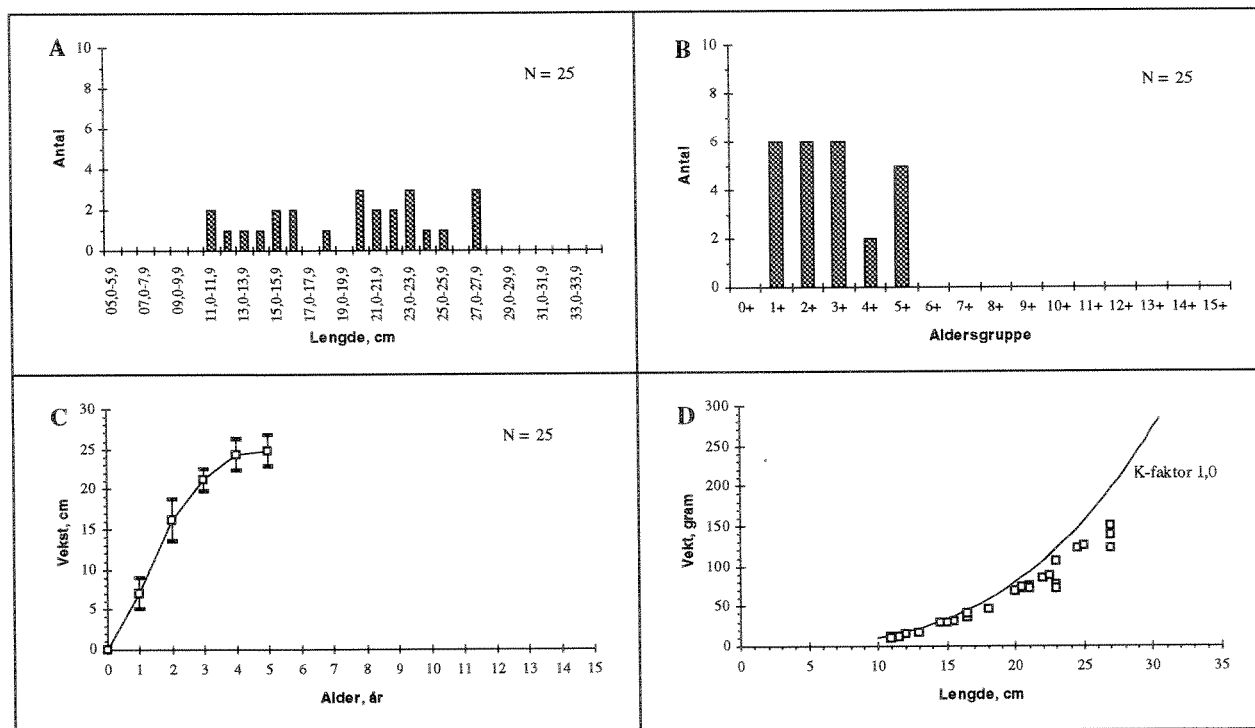 A
10
8
6
4
2
0
Antal
N = 25
05,0-5,9
07,0-7,9
09,0-9,9
11,0-11,9
13,0-13,9
15,0-15,9
17,0-17,9
19,0-19,9
21,0-21,9
23,0-23,9
25,0-25,9
27,0-27,9
29,0-29,9
31,0-31,9
33,0-33,9
Lengde, cm
B
10
8
6
4
2
0
Antal
N = 25
0+ 1+ 2+ 3+ 4+ 5+ 6+ 7+ 8+ 9+ 10+ 11+ 12+ 13+ 14+ 15+
Aldersgruppe
C
30
25
20
15
10
5
0
Vekst, cm
N = 25
0 1 2 3 4 5 6 7 8 9 10 11 12 13 14 15
Alder, år
D
300
250
200
150
100
50
0
Vekt, gram
K-faktor 1,0
0 5 10 15 20 25 30 35
Lengde, cm